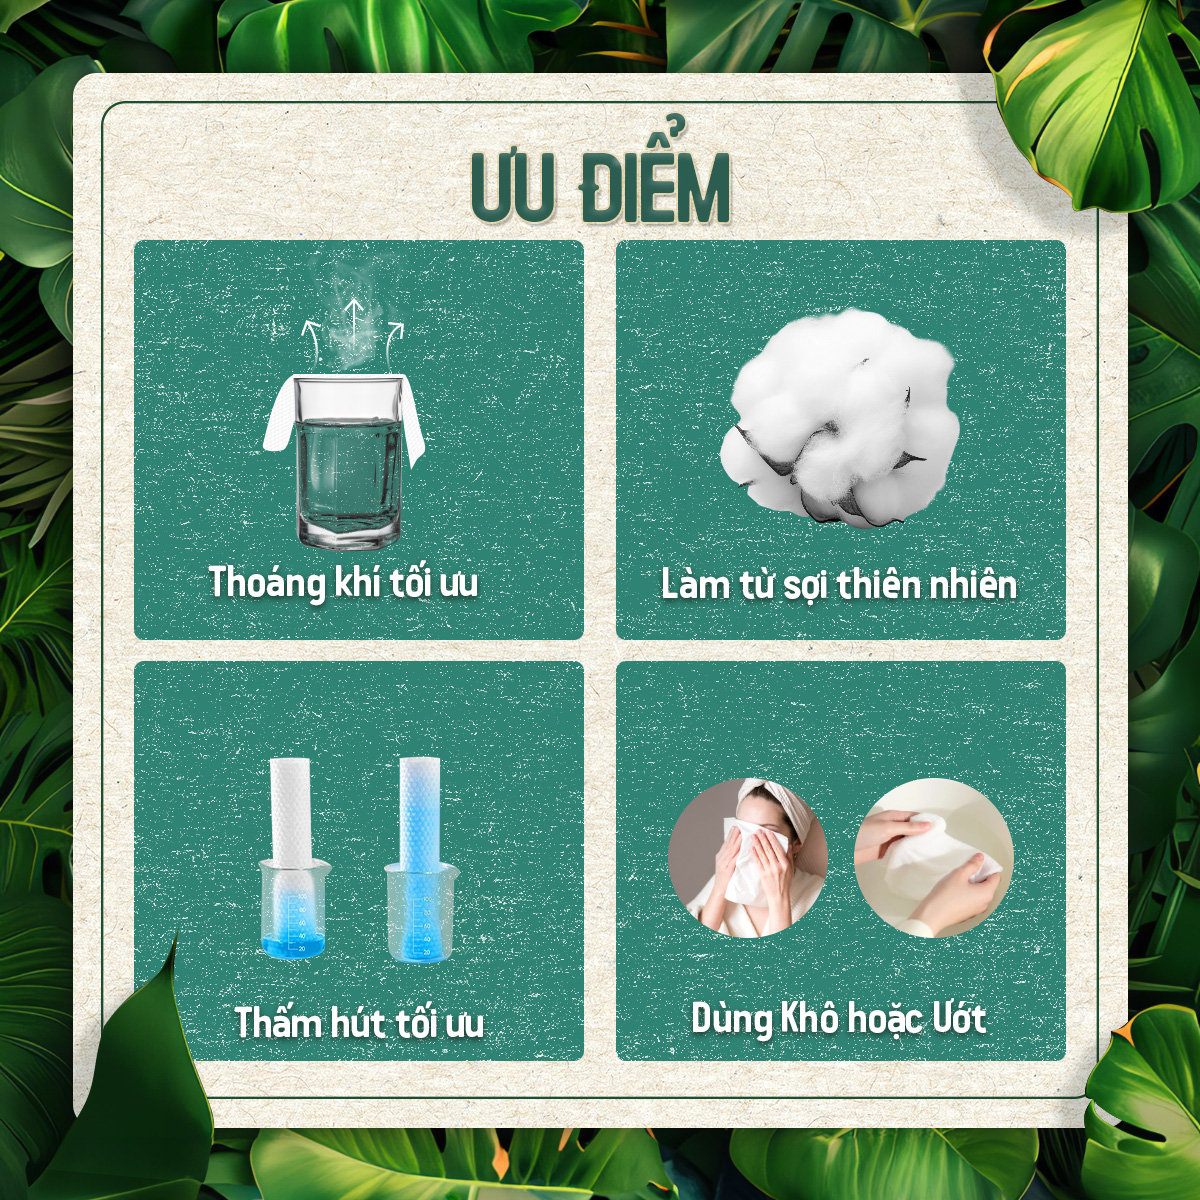 ƯU ĐIỂM
Thoáng khí tối ưu
Làm từ sợi thiên nhiên
Thấm hút tối ưu
Dùng Khô hoặc Ướt